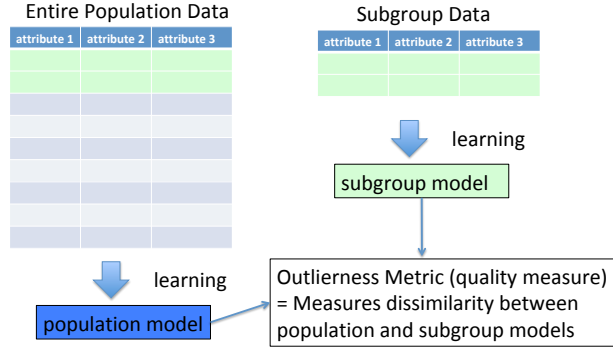 Entire Population Data
attribute 1 attribute 2 attribute 3
learning
population model
Subgroup Data
attribute 1 attribute 2 attribute 3
learning
subgroup model
Outlierness Metric (quality measure)
= Measures dissimilarity between
population and subgroup models